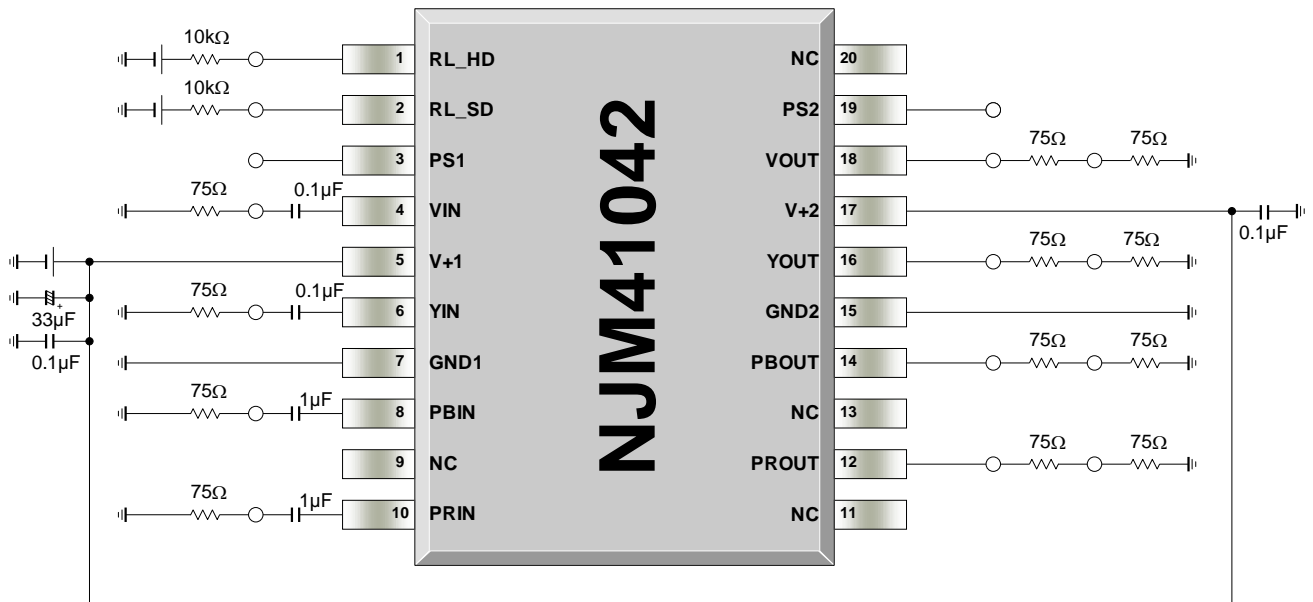 10kΩ
1 RL_HD
10kΩ
2 RL_SD
3 PS1
75Ω 0.1µF
4 VIN
5 V+1
75Ω 0.1µF
6 YIN
33µF
+
0.1µF
7 GND1
75Ω 1µF
8 PBIN
9 NC
75Ω 1µF
10 PRIN
NJM41042
NC 20
PS2 19
75Ω 75Ω
VOUT 18
V+2 17
0.1µF
75Ω 75Ω
YOUT 16
GND2 15
75Ω 75Ω
PBOUT 14
NC 13
75Ω 75Ω
PROUT 12
NC 11